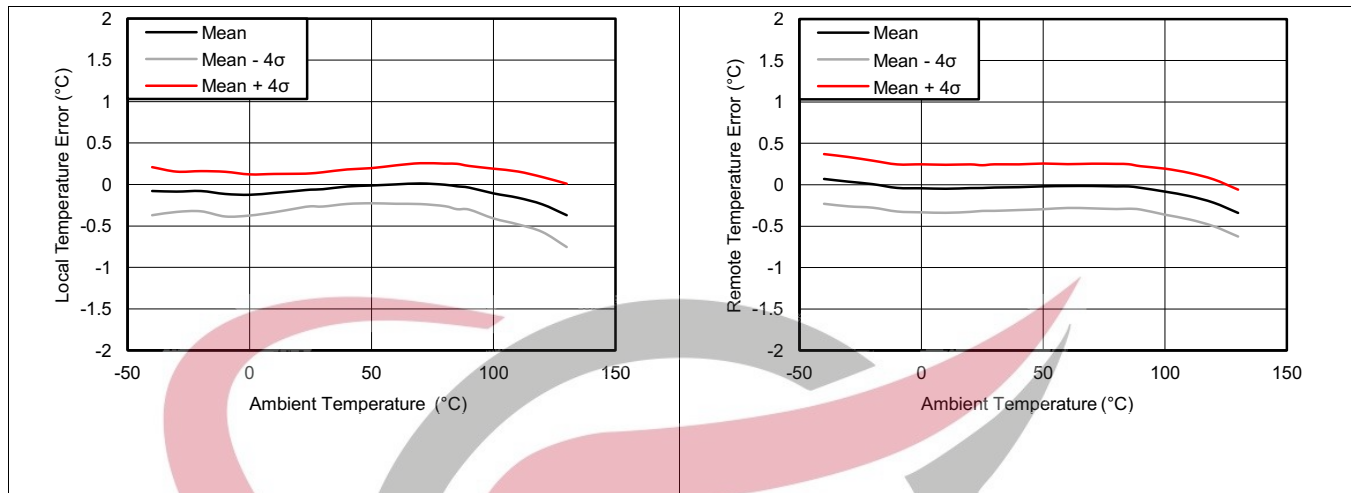 2
1.5
1
0.5
0
-0.5
-1
-1.5
-2
Local Temperature Error (°C)
Mean
Mean - 4σ
Mean + 4σ
-50 0 50 100 150
Ambient Temperature (°C)
2
1.5
1
0.5
0
-0.5
-1
-1.5
-2
Remote Temperature Error (°C)
Mean
Mean - 4σ
Mean + 4σ
-50 0 50 100 150
Ambient Temperature (°C)